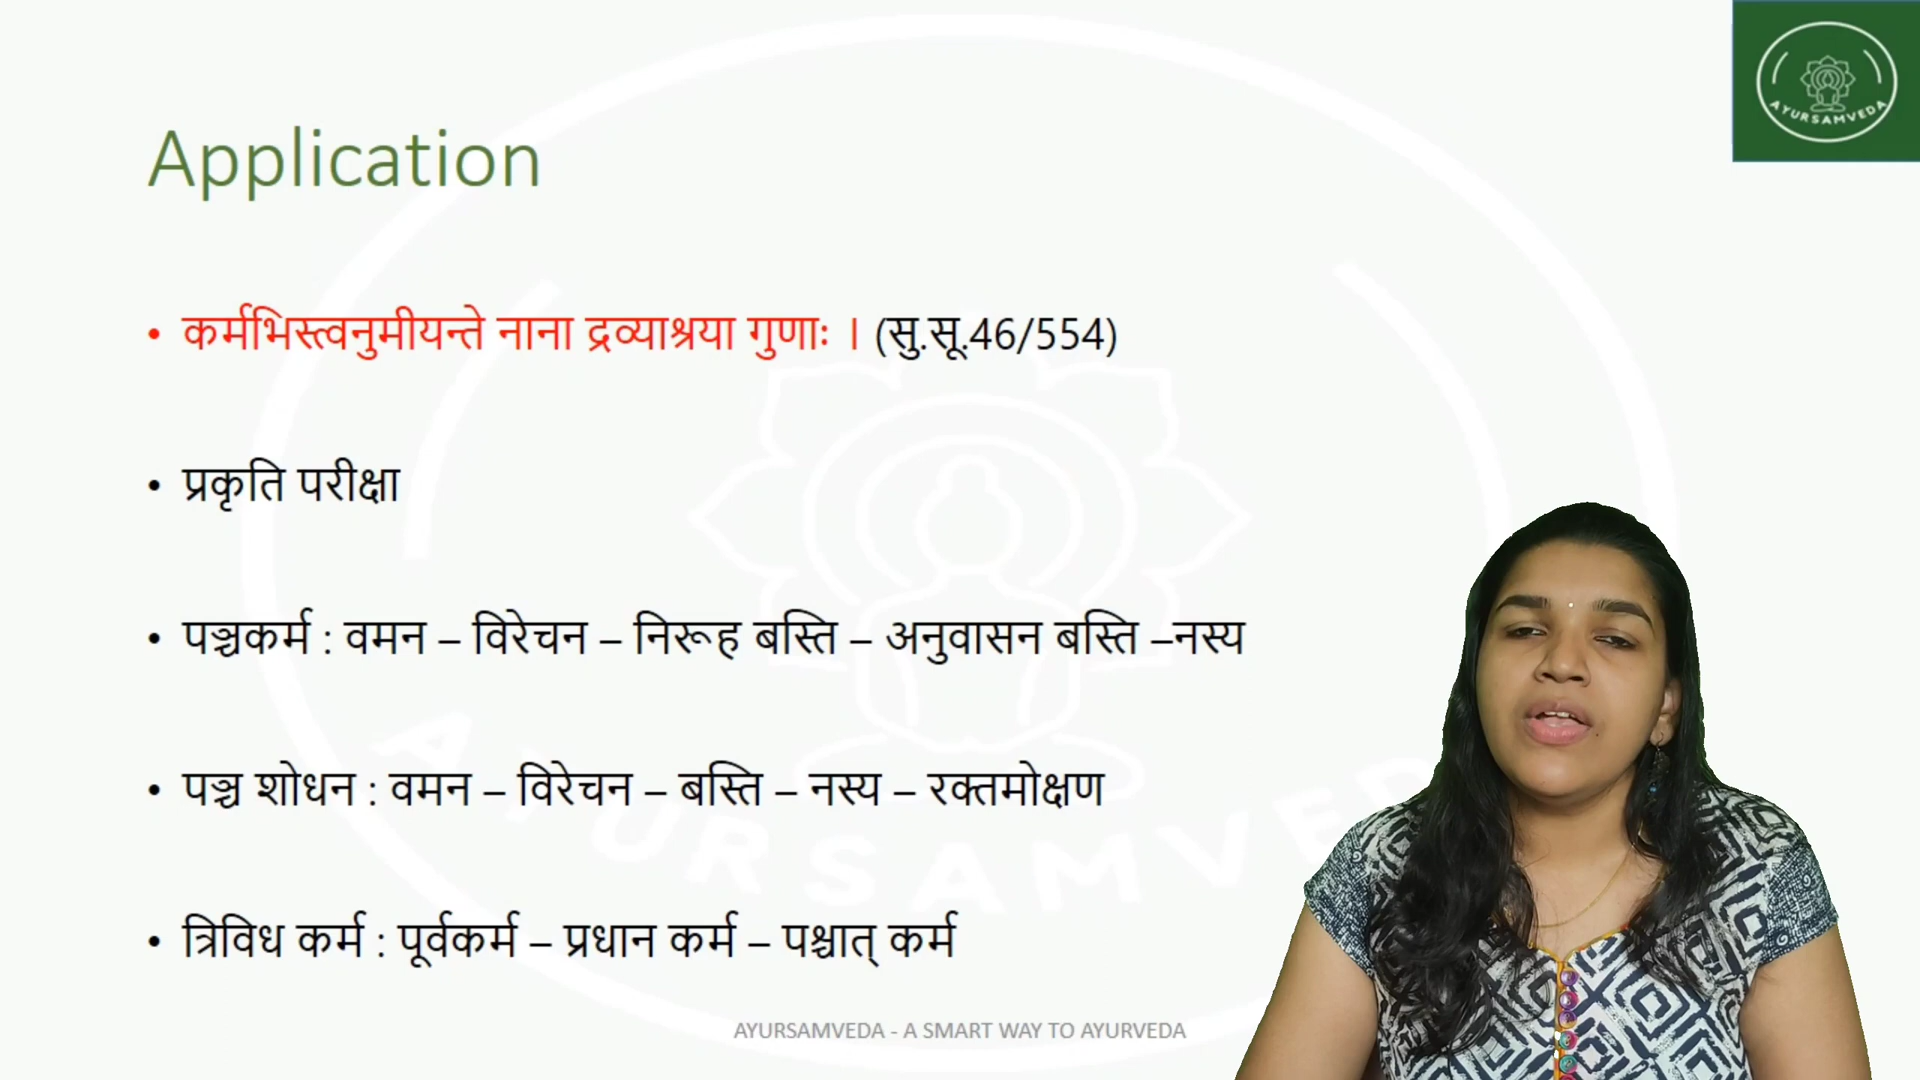 AYURSAMVEDA
Application
• कर्मभिस्त्वनुमीयन्ते नाना द्रव्याश्रया गुणाः । (सु.सू.46/554)
• प्रकृति परीक्षा
• पञ्चकर्म : वमन – विरेचन – निरूह बस्ति – अनुवासन बस्ति –नस्य
• पञ्च शोधन : वमन – विरेचन – बस्ति – नस्य – रक्तमोक्षण
• त्रिविध कर्म : पूर्वकर्म – प्रधान कर्म – पश्चात् कर्म
AYURSAMVED
AYURSAMVEDA - A SMART WAY TO AYURVEDA